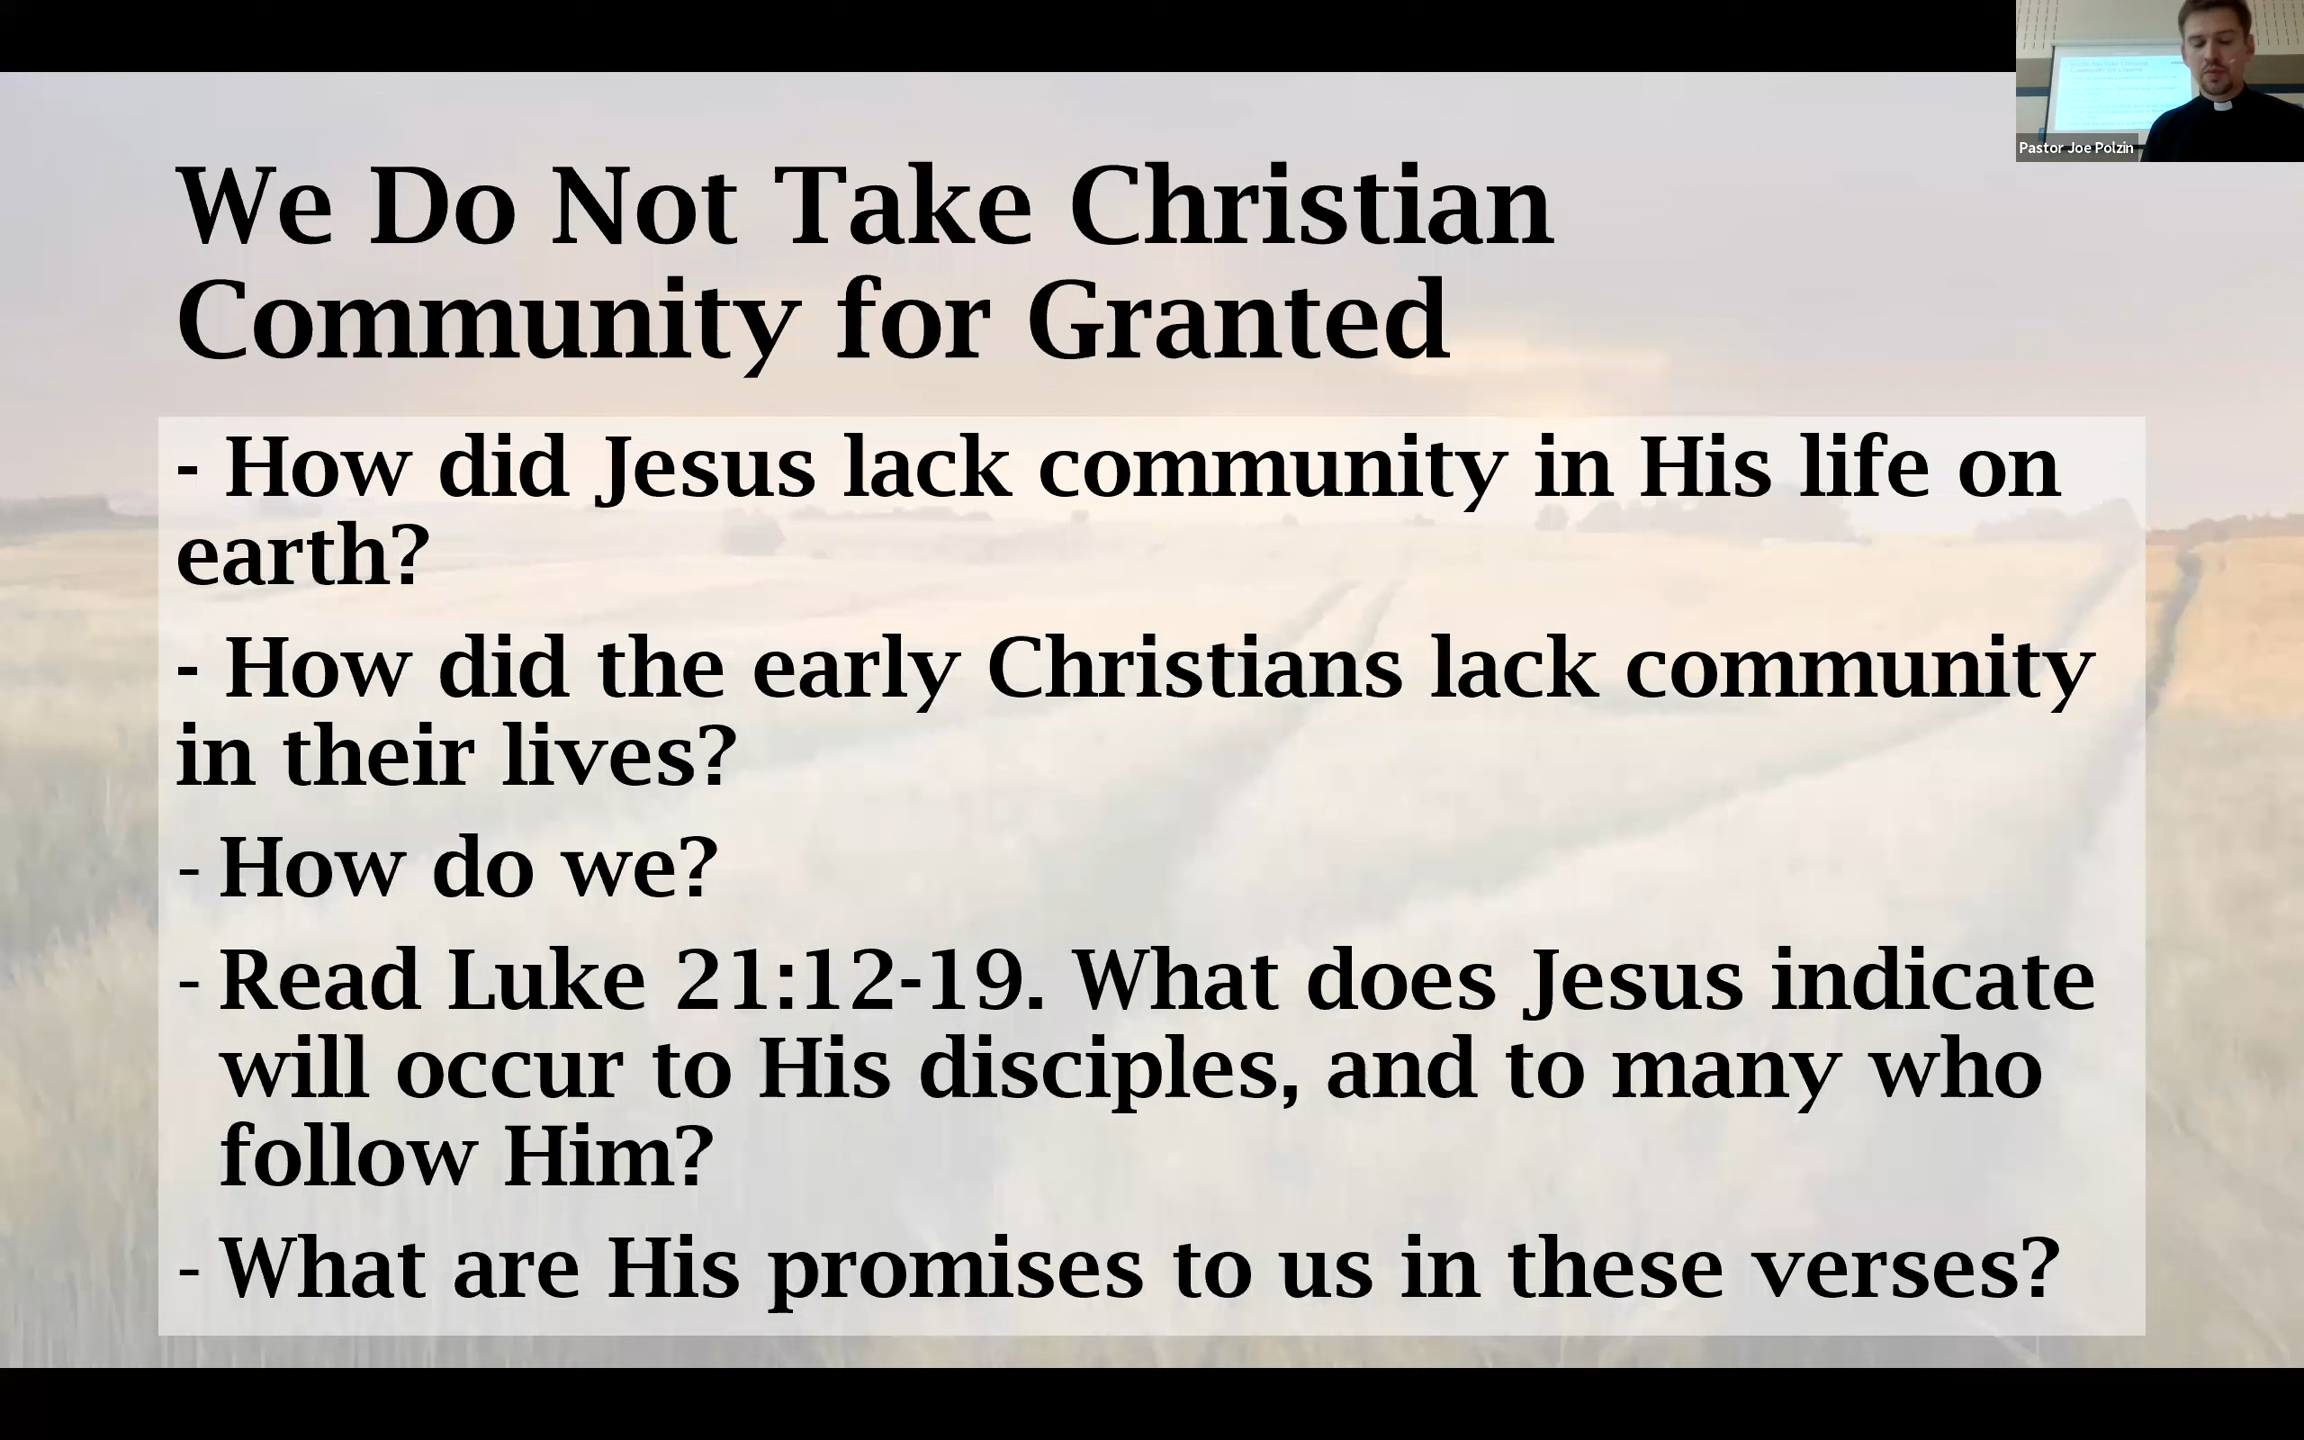 Pastor Joe Polzin
We Do Not Take Christian
Community for Granted
- How did Jesus lack community in His life on
earth?
- How did the early Christians lack community
in their lives?
- How do we?
- Read Luke 21:12-19. What does Jesus indicate
will occur to His disciples, and to many who
follow Him?
- What are His promises to us in these verses?